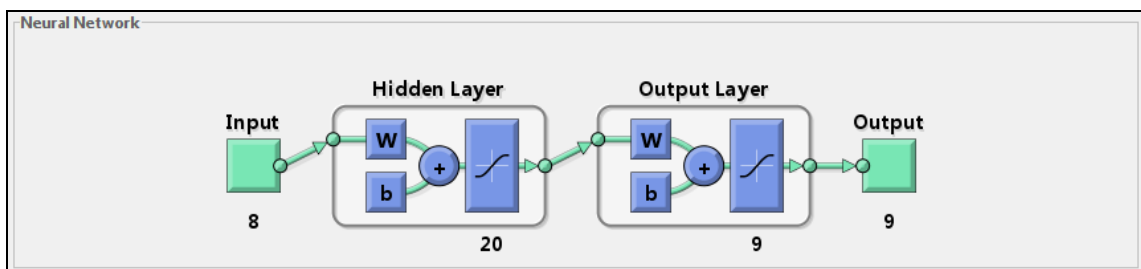 Neural Network
Hidden Layer
Output Layer
Input
Output
W
b
+
W
b
+
8
20
9
9